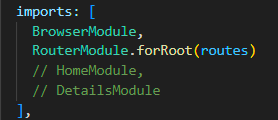 imports: [
BrowserModule,
RouterModule.forRoot(routes)
// HomeModule,
// DetailsModule
],